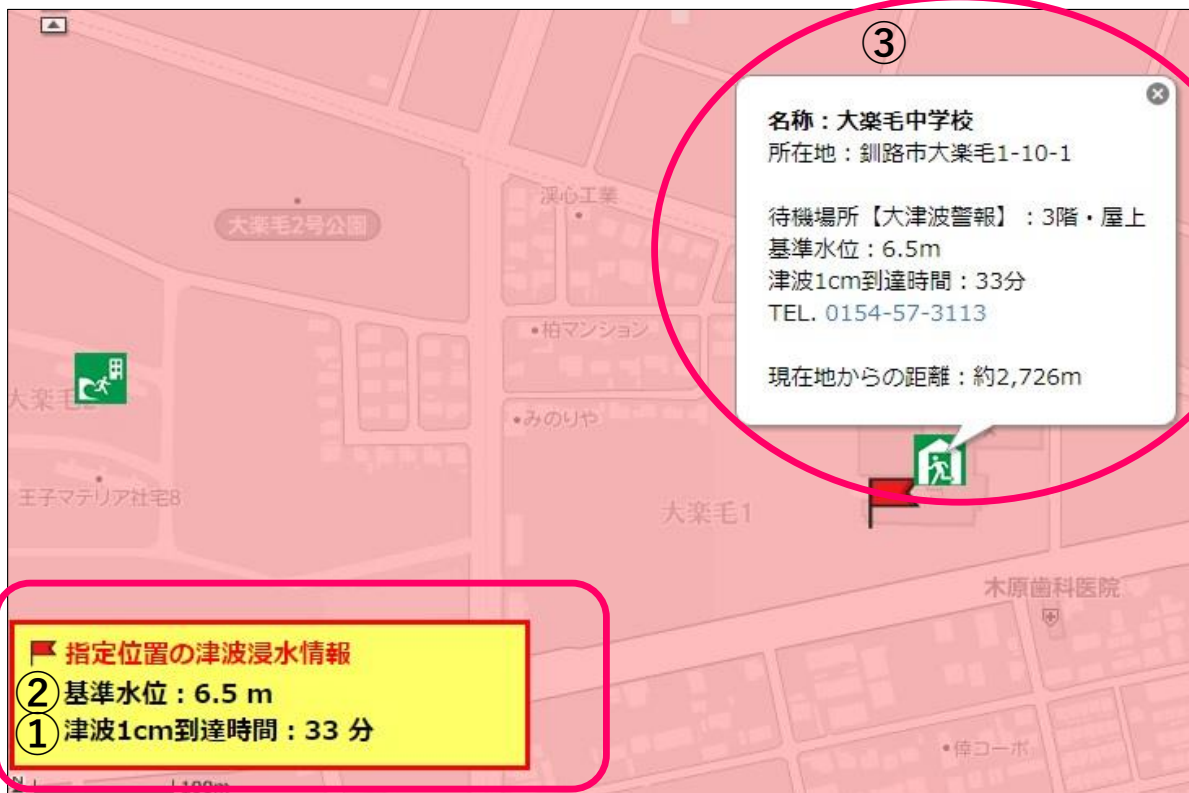 ③
名称：大楽毛中学校
所在地：釧路市大楽毛1-10-1
待機場所【大津波警報】：3階・屋上
基準水位：6.5m
津波1cm到達時間：33分
TEL. 0154-57-3113
現在地からの距離：約2,726m
渓心工業
大楽毛2号公園
柏マンション
みのりや
王子マテリア社宅8
大楽毛1
木原歯科医院
指定位置の津波浸水情報
②基準水位：6.5 m
①津波1cm到達時間：33 分
倖コーポ
100m